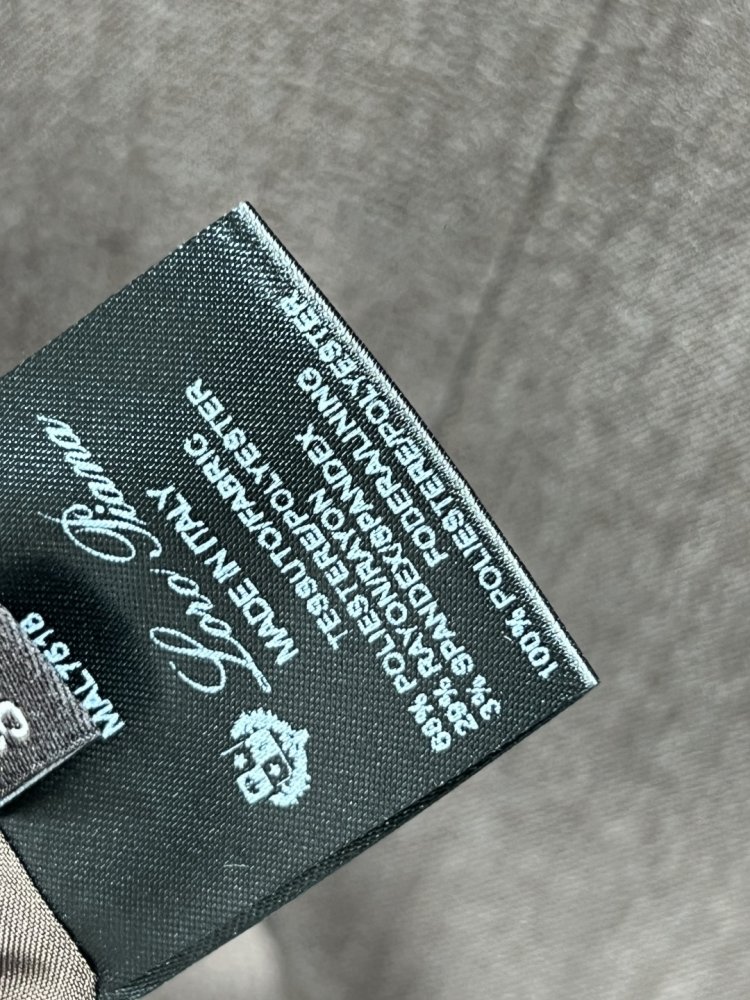 Loro Piana
MADE IN ITALY
TESSUTO/FABRIC
68% POLIESTERE/POLYESTER
29% RAYON/RAYON
3% SPANDEX/SPANDEX
FODERA/LINING
100% POLIESTERE/POLYESTER
MAL7618